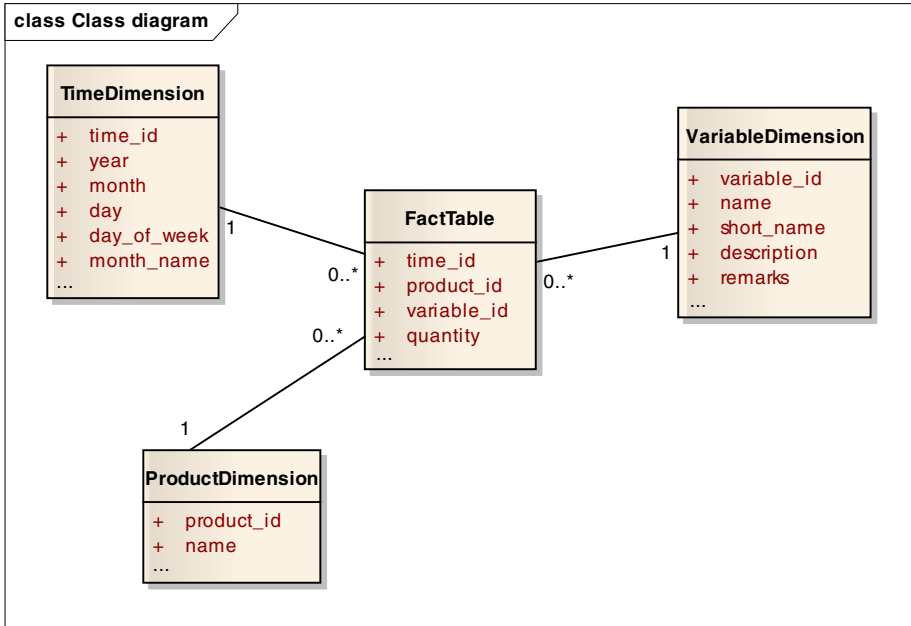 class Class diagram
TimeDimension
+ time_id
+ year
+ month
+ day
+ day_of_week
+ month_name
...
1
0..*
FactTable
+ time_id
+ product_id
+ variable_id
+ quantity
...
0..*
1
VariableDimension
+ variable_id
+ name
+ short_name
+ description
+ remarks
...
0..*
1
ProductDimension
+ product_id
+ name
...